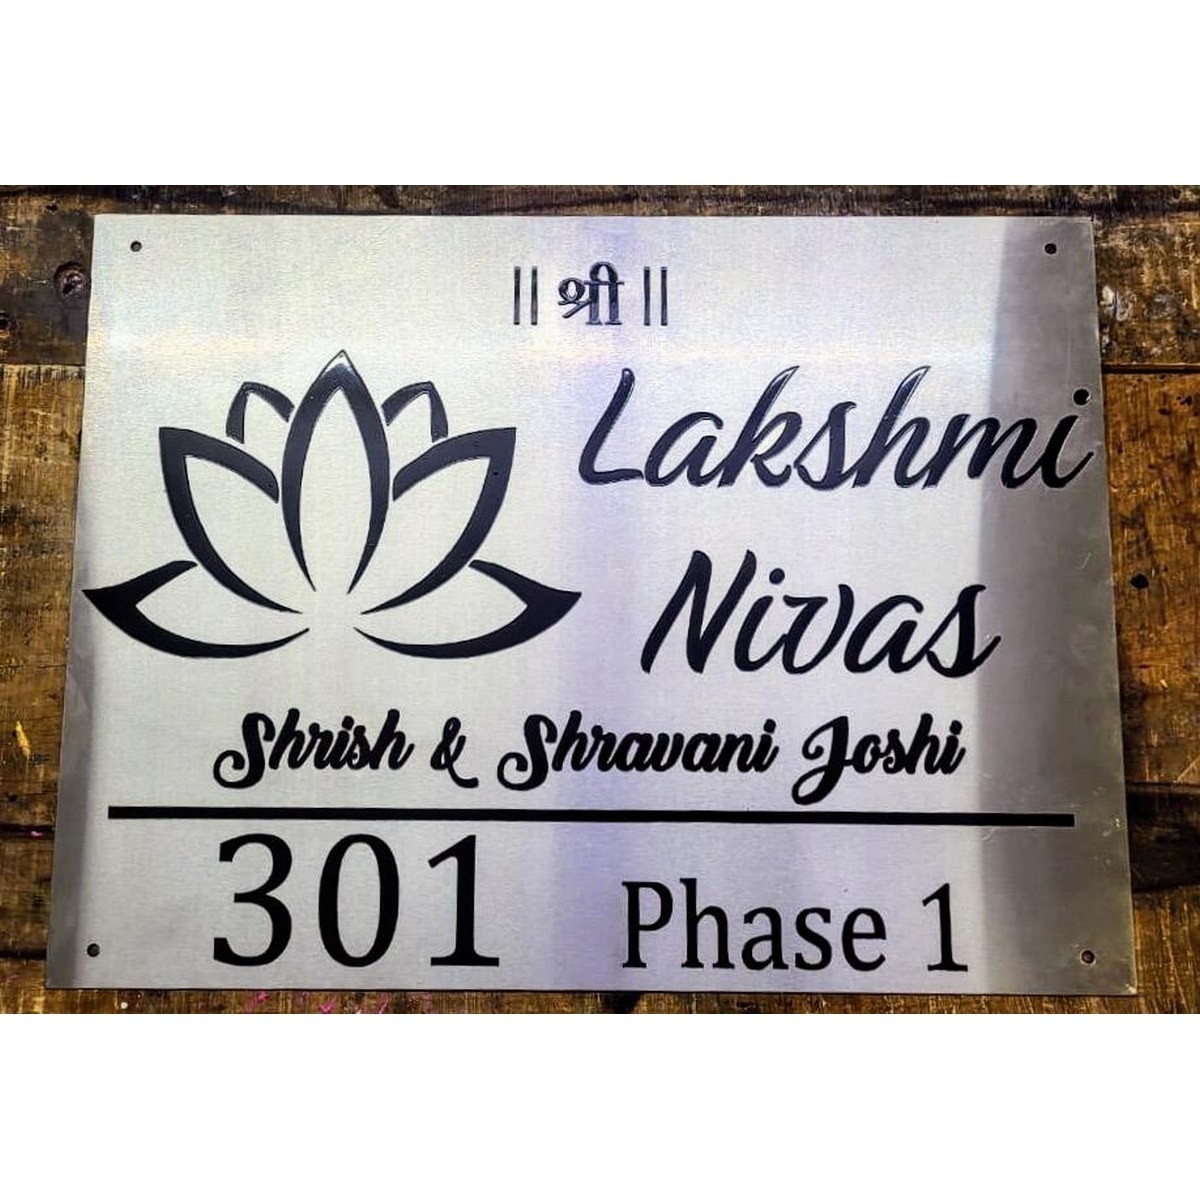 || श्री ||
Lakshmi
Nivas
Shrish & Shravani Joshi
301 Phase 1